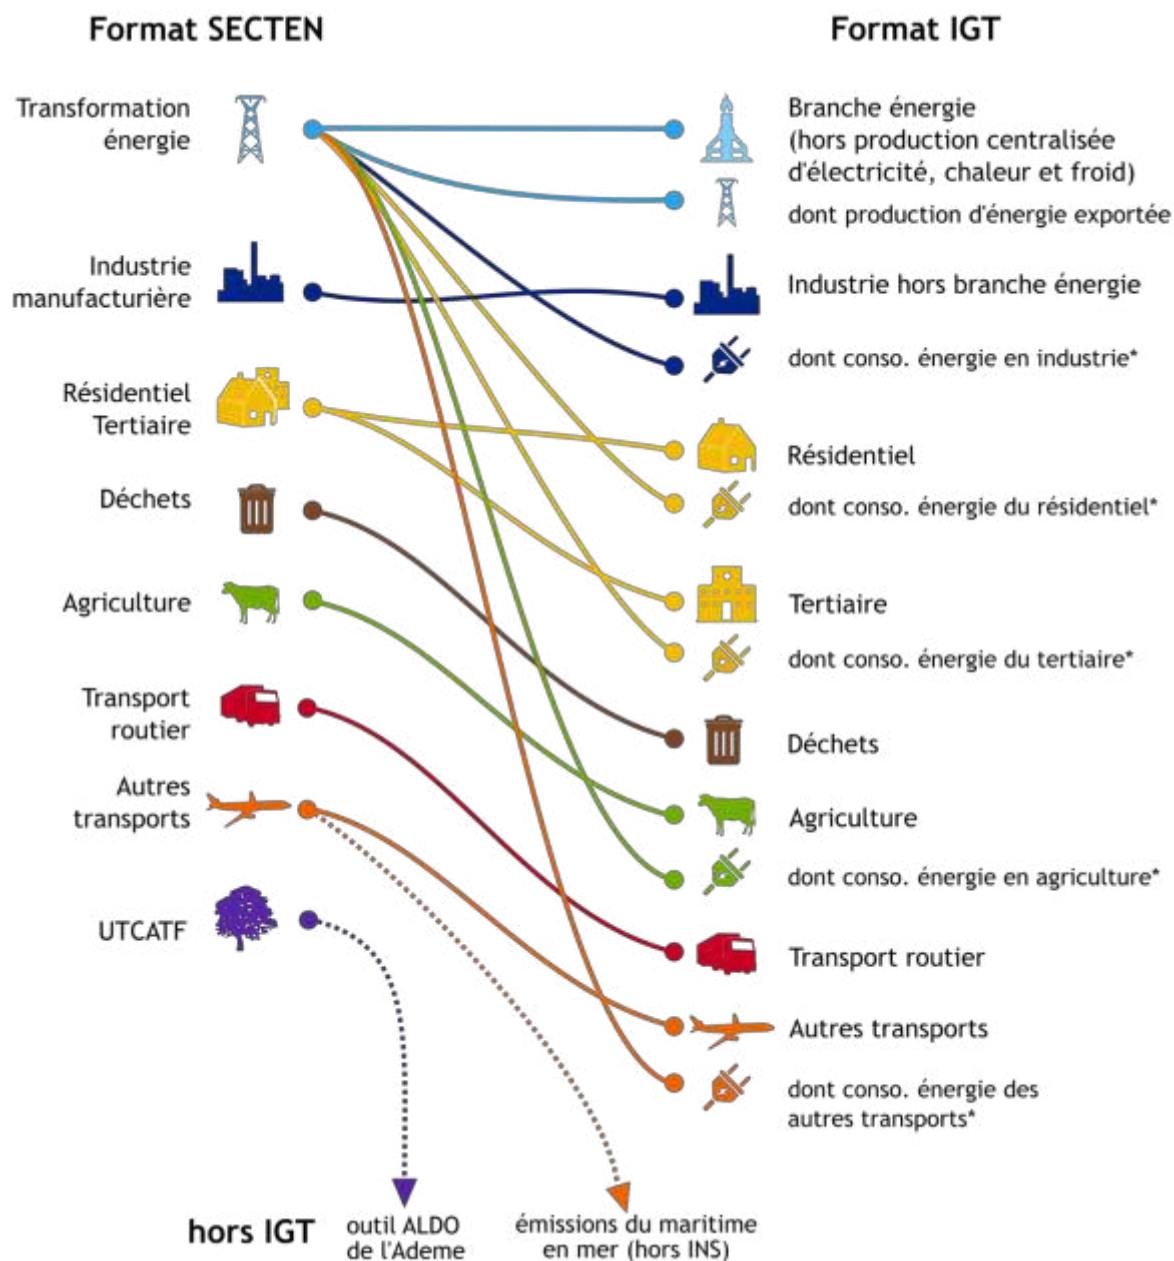 Format SECTEN
Format IGT
Transformation
énergie
Industrie
manufacturière
Résidentiel
Tertiaire
Déchets
Agriculture
Transport
routier
Autres
transports
UTCATF
Branche énergie
(hors production centralisée
d'électricité, chaleur et froid)
dont production d'énergie exportée
Industrie hors branche énergie
dont conso. énergie en industrie*
Résidentiel
dont conso. énergie du résidentiel*
Tertiaire
dont conso. énergie du tertiaire*
Déchets
Agriculture
dont conso. énergie en agriculture*
Transport routier
Autres transports
dont conso. énergie des
autres transports*
hors IGT
outil ALDO
de l'Ademe
émissions du maritime
en mer (hors INS)